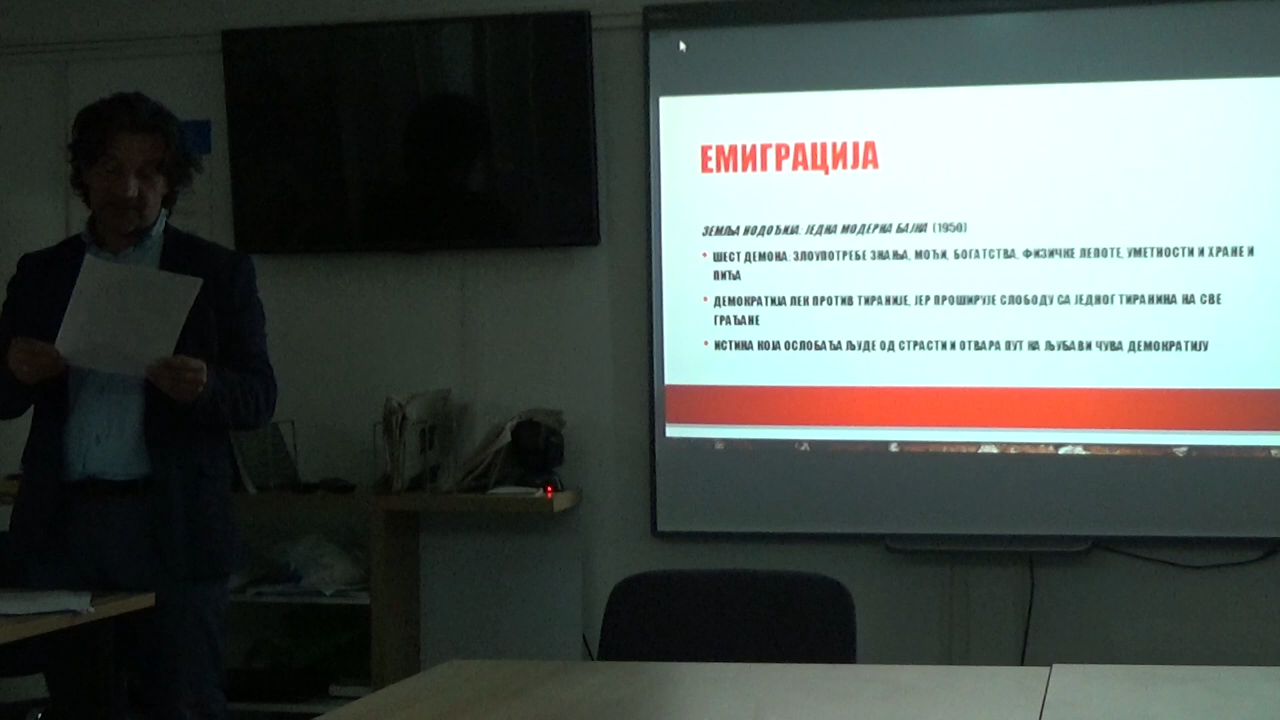 ЕМИГРАЦИЈА
ЗЕМЉА НОДОЂИЈА: ЈЕДНА МОДЕРНА БАЈКА (1950)
• ШЕСТ ДЕМОНА: ЗЛОУПОТРЕБЕ ЗНАЊА, МОЋИ, БОГАТСТВА, ФИЗИЧКЕ ЛЕПОТЕ, УМЕТНОСТИ И ХРАНЕ И
ПИЋА
• ДЕМОКРАТИЈА ЛЕК ПРОТИВ ТИРАНИЈЕ, ЈЕР ПРОШИРУЈЕ СЛОБОДУ СА ЈЕДНОГ ТИРАНИНА НА СВЕ
ГРАЂАНЕ
• ИСТИНА КОЈА ОСЛОБАЂА ЉУДЕ ОД СТРАСТИ И ОТВАРА ПУТ КА ЉУБАВИ ЧУВА ДЕМОКРАТИЈУ